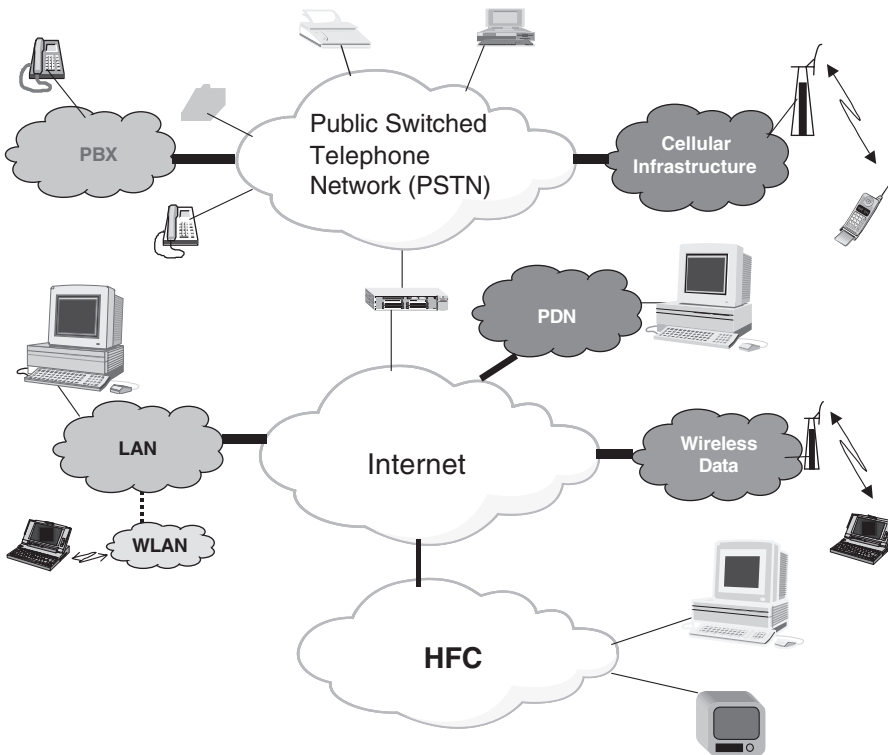 Public Switched
Telephone
Network (PSTN)
PBX
Cellular
Infrastructure
PDN
LAN
Internet
Wireless
Data
WLAN
HFC